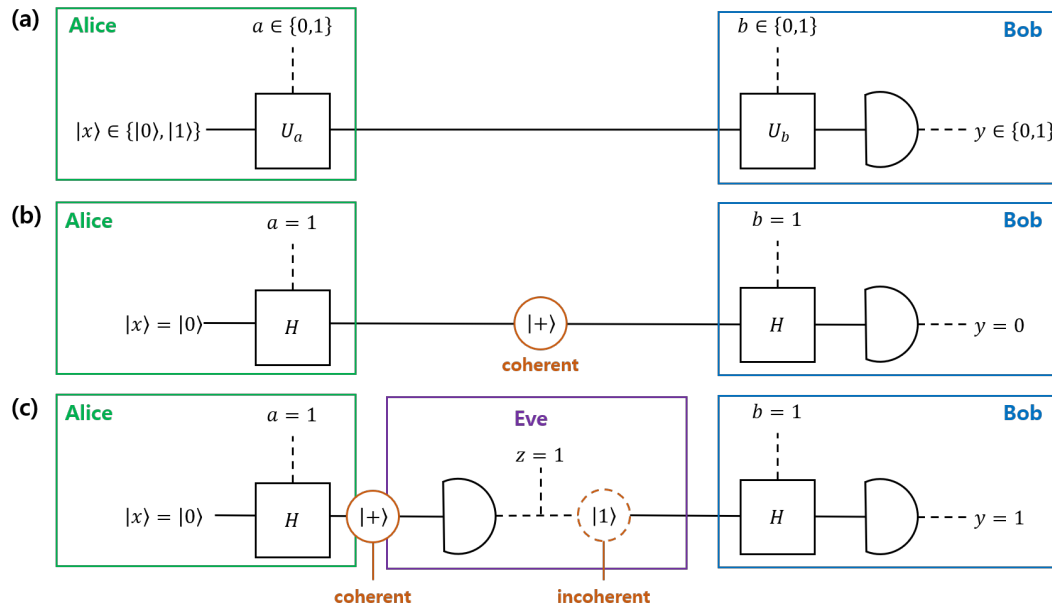 (a)
Alice
a ∈ {0,1}
b ∈ {0,1}
Bob
|x⟩ ∈ {|0⟩, |1⟩}
U_a
U_b
y ∈ {0,1}
(b)
Alice
a = 1
b = 1
Bob
|x⟩ = |0⟩
H
|+⟩
H
y = 0
coherent
(c)
Alice
a = 1
Eve
b = 1
Bob
z = 1
|x⟩ = |0⟩
H
|+⟩
|1⟩
H
y = 1
coherent
incoherent